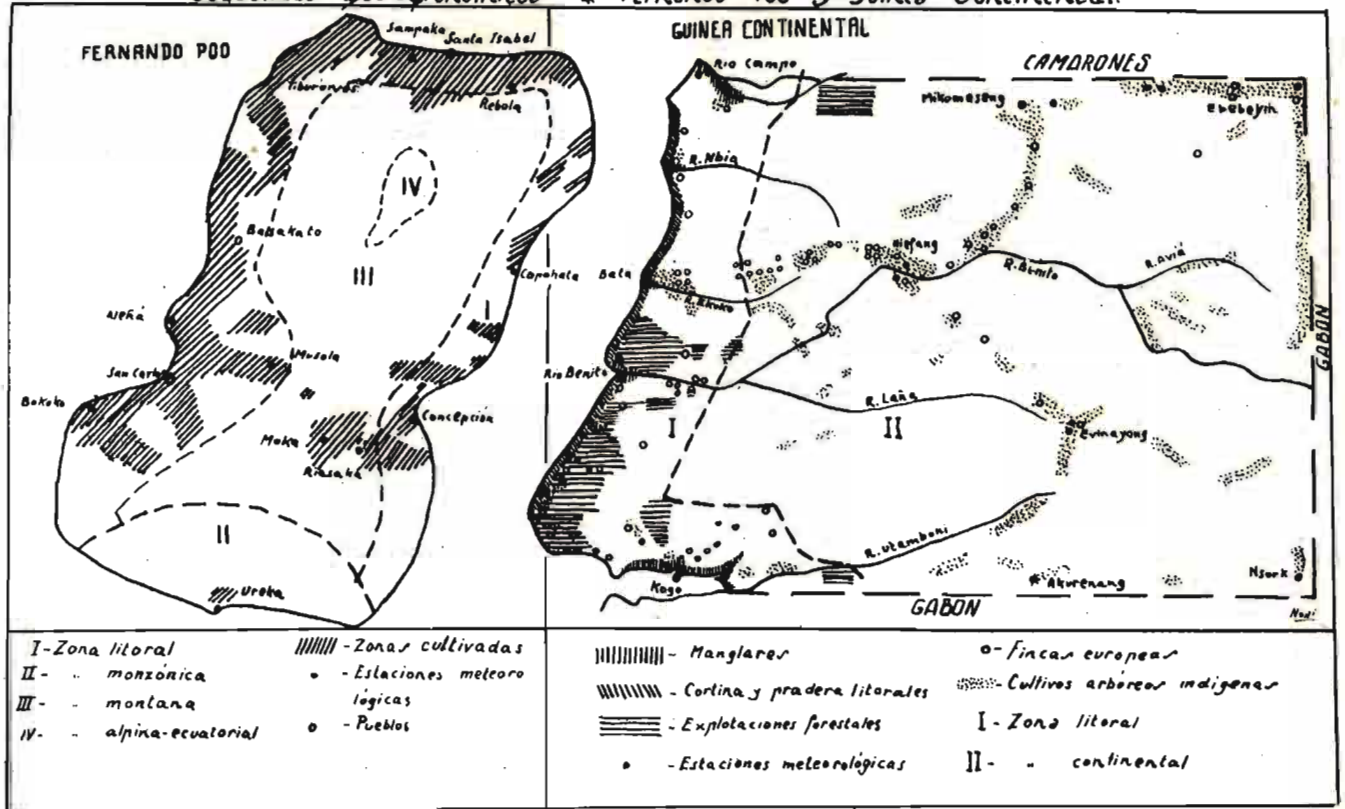 FERNANDO POO
Sampaka
Santa Isabel
Rebola
IV
Basakato
III
I
Musola
San Carlos
Bokoko
Concepción
Moka
Riasaka
II
Ureka
GUINEA CONTINENTAL
Rio Campo
CAMARONES
Mikomeseng
Ebebeyin
R. Mbia
Niefang
Bata
R. Ekuko
R. Benito
R. Avia
GABON
Rio Benito
R. Laña
I
II
Evinayong
R. Utamboni
Kogo
Akurenang
Nsork
GABON
I-Zona litoral
II- " monzónica
III- " montana
IV- " alpina-ecuatorial
- Zonas cultivadas
- Estaciones meteoro
lógicas
- Pueblos
- Manglares
- Cortina y pradera litorales
- Explotaciones forestales
- Estaciones meteorológicas
- Fincas europeas
- Cultivos arbóreos indígenas
I- Zona litoral
II- " continental